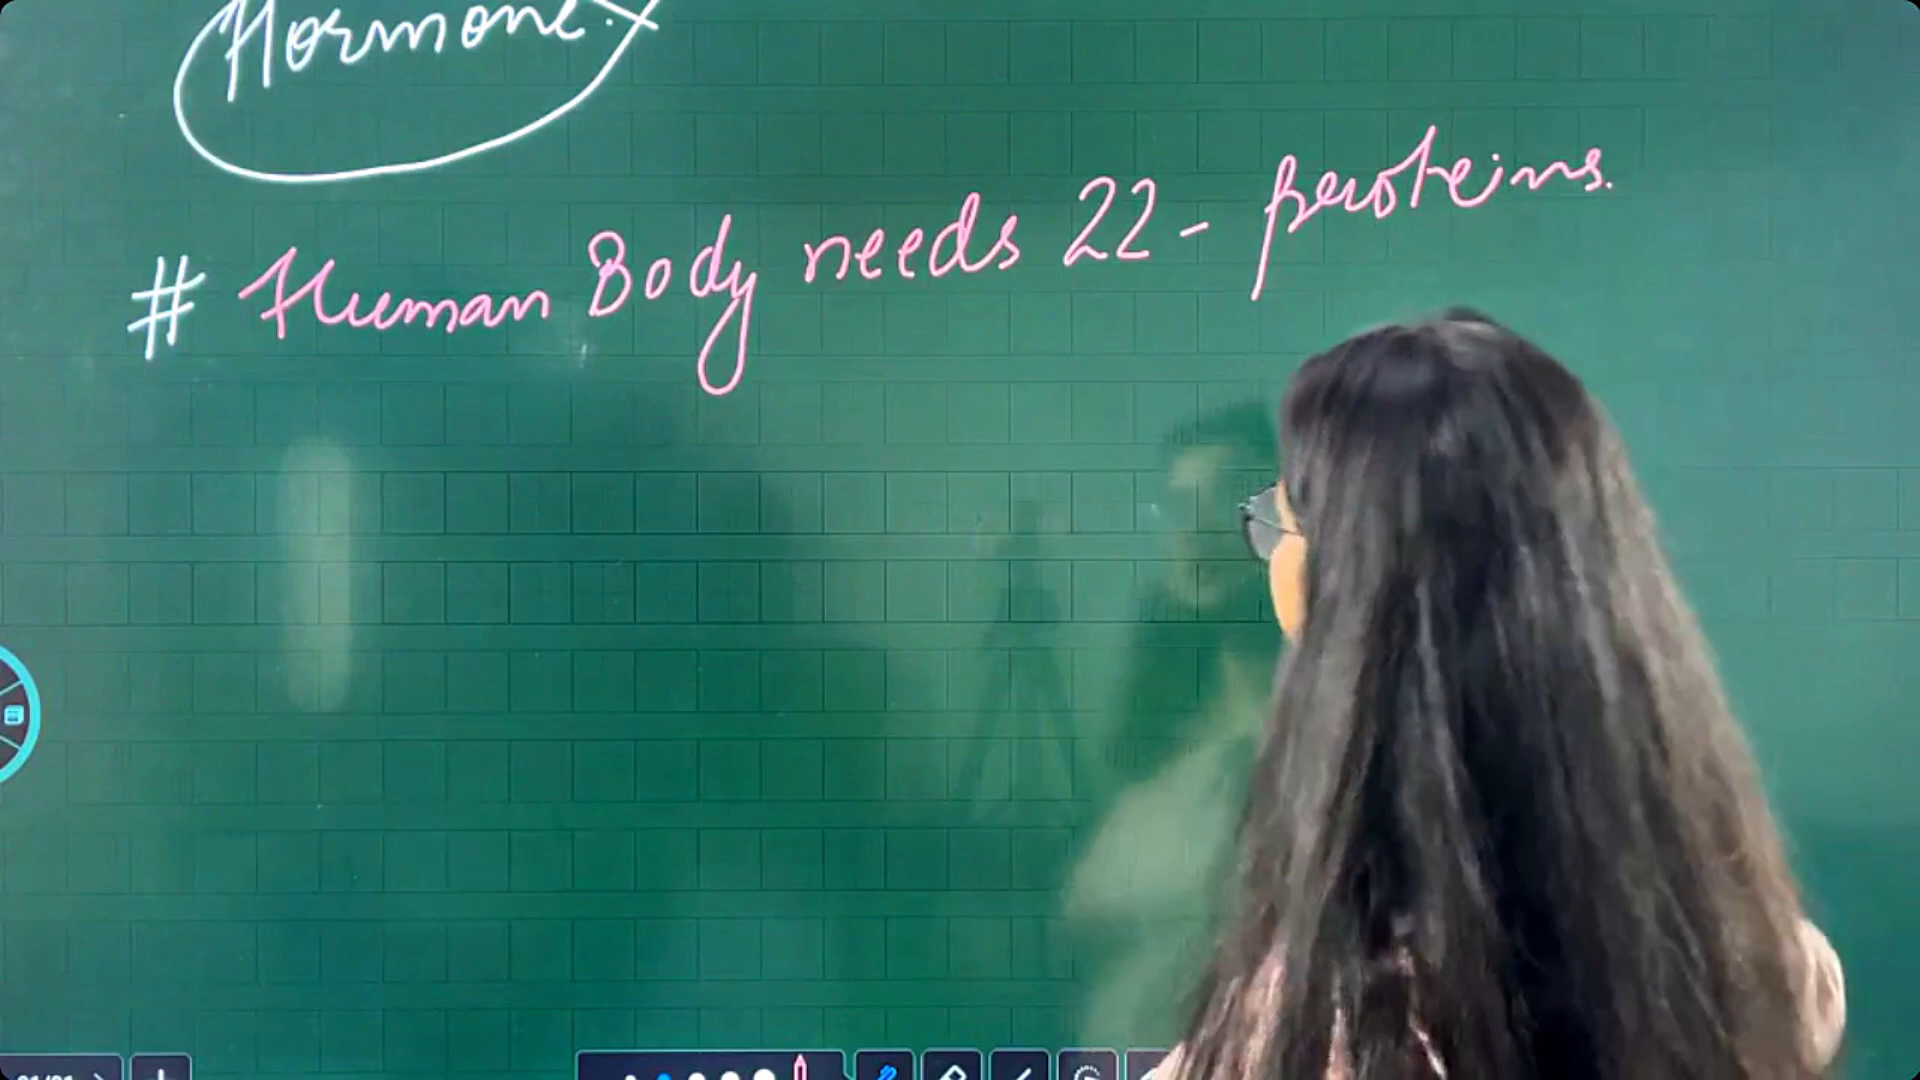 Hormone.
# Human Body needs 22 - proteins.